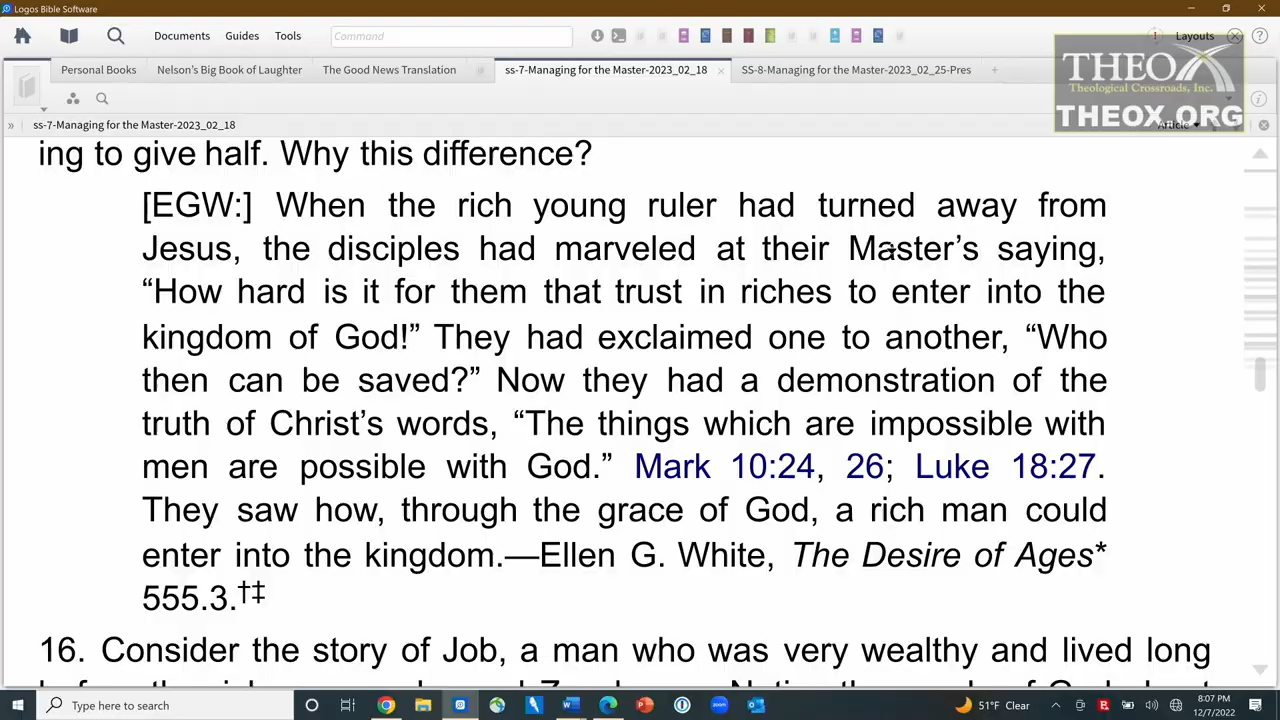 Logos Bible Software
Documents Guides Tools Command Layouts
Personal Books Nelson's Big Book of Laughter The Good News Translation ss-7-Managing for the Master-2023_02_18 SS-8-Managing for the Master-2023_02_25-Pres
THEOX
Theological Crossroads, Inc.
THEOX.ORG
ss-7-Managing for the Master-2023_02_18 Article
ing to give half. Why this difference?
[EGW:] When the rich young ruler had turned away from
Jesus, the disciples had marveled at their Master’s saying,
“How hard is it for them that trust in riches to enter into the
kingdom of God!” They had exclaimed one to another, “Who
then can be saved?” Now they had a demonstration of the
truth of Christ’s words, “The things which are impossible with
men are possible with God.” Mark 10:24, 26; Luke 18:27.
They saw how, through the grace of God, a rich man could
enter into the kingdom.—Ellen G. White, The Desire of Ages*
555.3.†‡
16. Consider the story of Job, a man who was very wealthy and lived long
Type here to search
51°F Clear
8:07 PM
12/7/2022